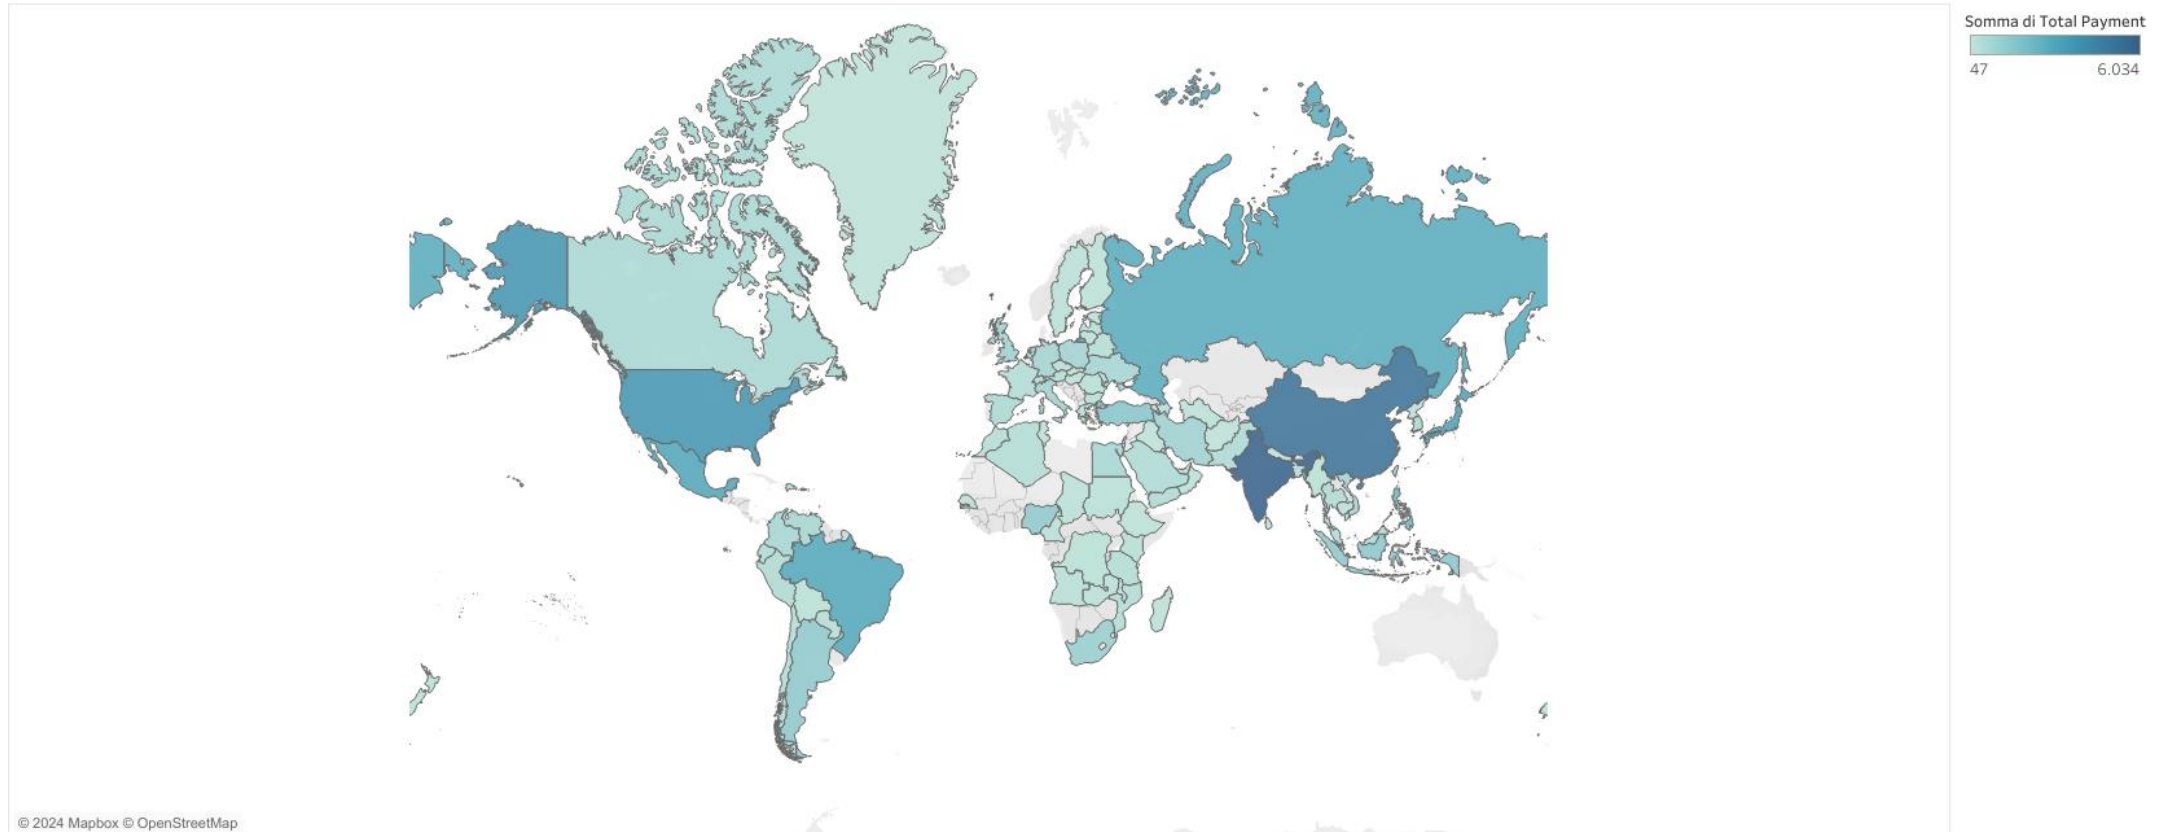 Somma di Total Payment
47 6.034
© 2024 Mapbox © OpenStreetMap